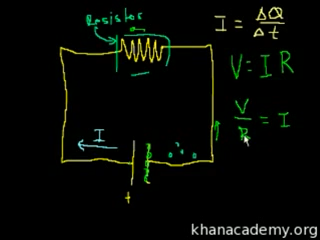 Resistor
I = ΔQ/Δt
V = I R
V/R = I
I
+
khanacademy.org